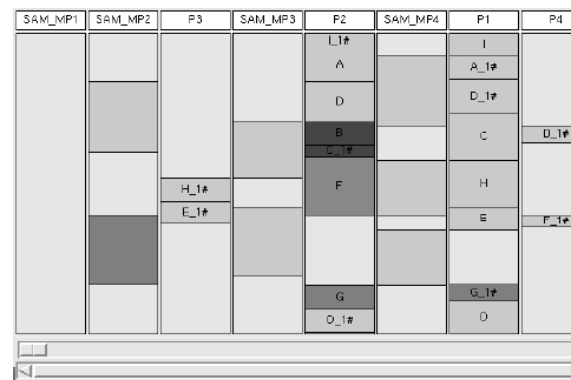 SAM_MP1 SAM_MP2 P3 SAM_MP3 P2 SAM_MP4 P1 P4
I_1# I
A A_1#
D D_1#
B C D_1#
C_1#
H_1# F H
E_1# E F_1#
G G_1#
O_1# O